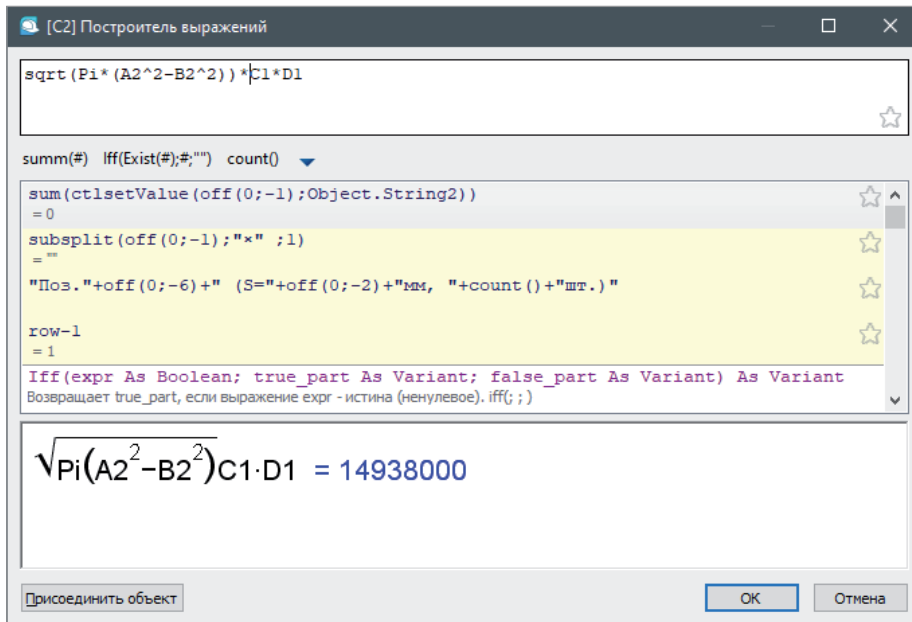 [C2] Построитель выражений
sqrt(Pi*(A2^2-B2^2))*C1*D1
summ(#) Iff(Exist(#);#;"") count()
sum(ctlsetValue(off(0;-1);Object.String2))
= 0
subsplit(off(0;-1);"×" ;1)
= ""
"Поз."+off(0;-6)+" (S="+off(0;-2)+"мм, "+count()+"шт.)"
row-1
= 1
Iff(expr As Boolean; true_part As Variant; false_part As Variant) As Variant
Возвращает true_part, если выражение expr - истина (ненулевое). iff(; ; )
√Pi(A2²-B2²)C1·D1 = 14938000
Присоединить объект OK Отмена